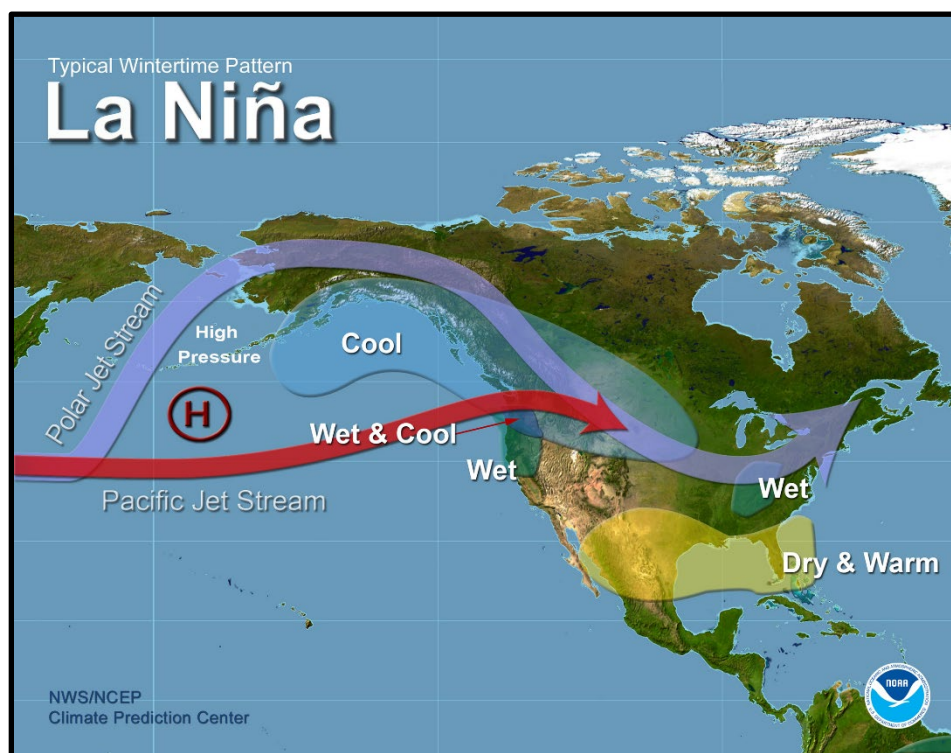 Typical Wintertime Pattern
La Niña
Polar Jet Stream
High
Pressure
H
Cool
Wet & Cool
Wet
Pacific Jet Stream
Wet
Dry & Warm
NWS/NCEP
Climate Prediction Center
NOAA